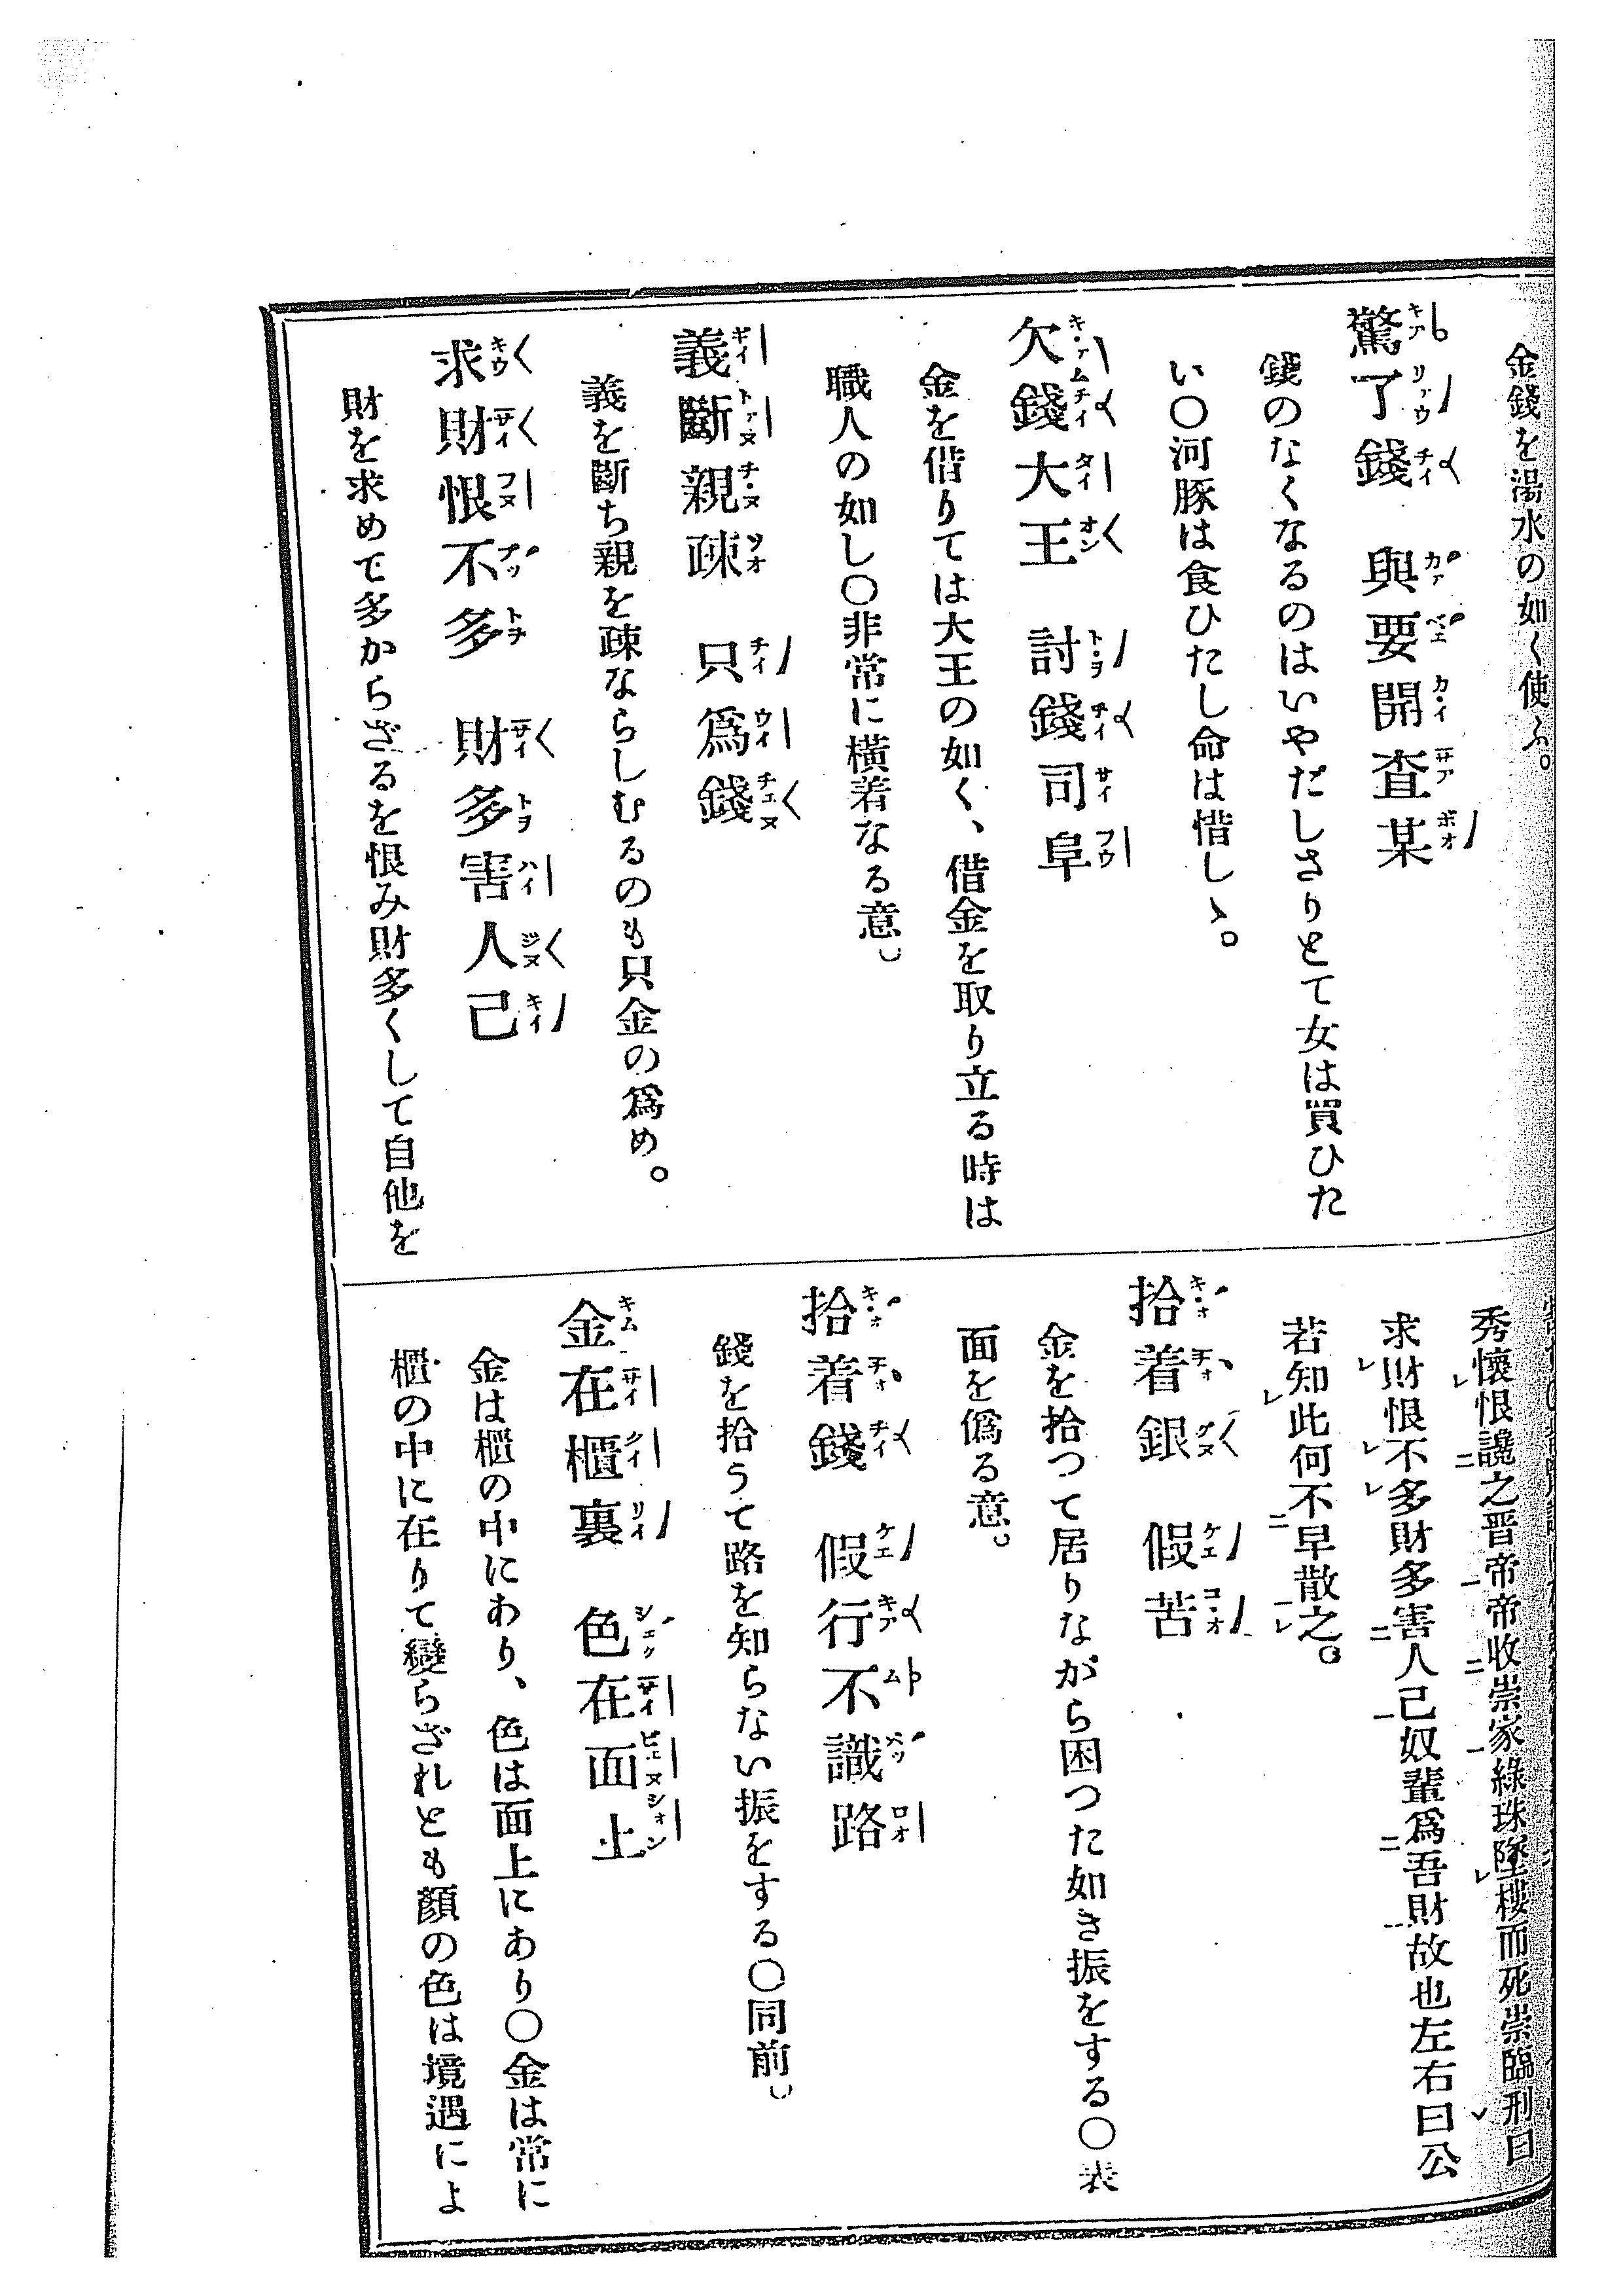 金錢を湯水の如く使ふ。
驚了錢 與要開査某
錢のなくなるのはいやだしさりとて女は買ひた
い〇河豚は食ひたし命は惜しゝ。
欠錢大王 討錢司阜
金を借りては大王の如く、借金を取り立る時は
職人の如し〇非常に横着なる意。
義斷親疎 只爲錢
義を斷ち親を疎ならしむるのも只金の爲め。
求財恨不多 財多害人己
財を求めて多からざるを恨み財多くして自他を
秀懷恨讒之晋帝帝收崇家綠珠墜樓而死崇臨刑曰
求財恨不多財多害人己奴輩爲吾財故也左右曰公
若知此何不早散之。
拾着銀 假苦
金を拾つて居りながら困つた如き振をする〇表
面を僞る意。
拾着錢 假行不識路
錢を拾うて路を知らない振をする〇同前。
金在櫃裏 色在面上
金は櫃の中にあり、色は面上にあり〇金は常に
櫃の中に在りて變らざれども顏の色は境遇によ